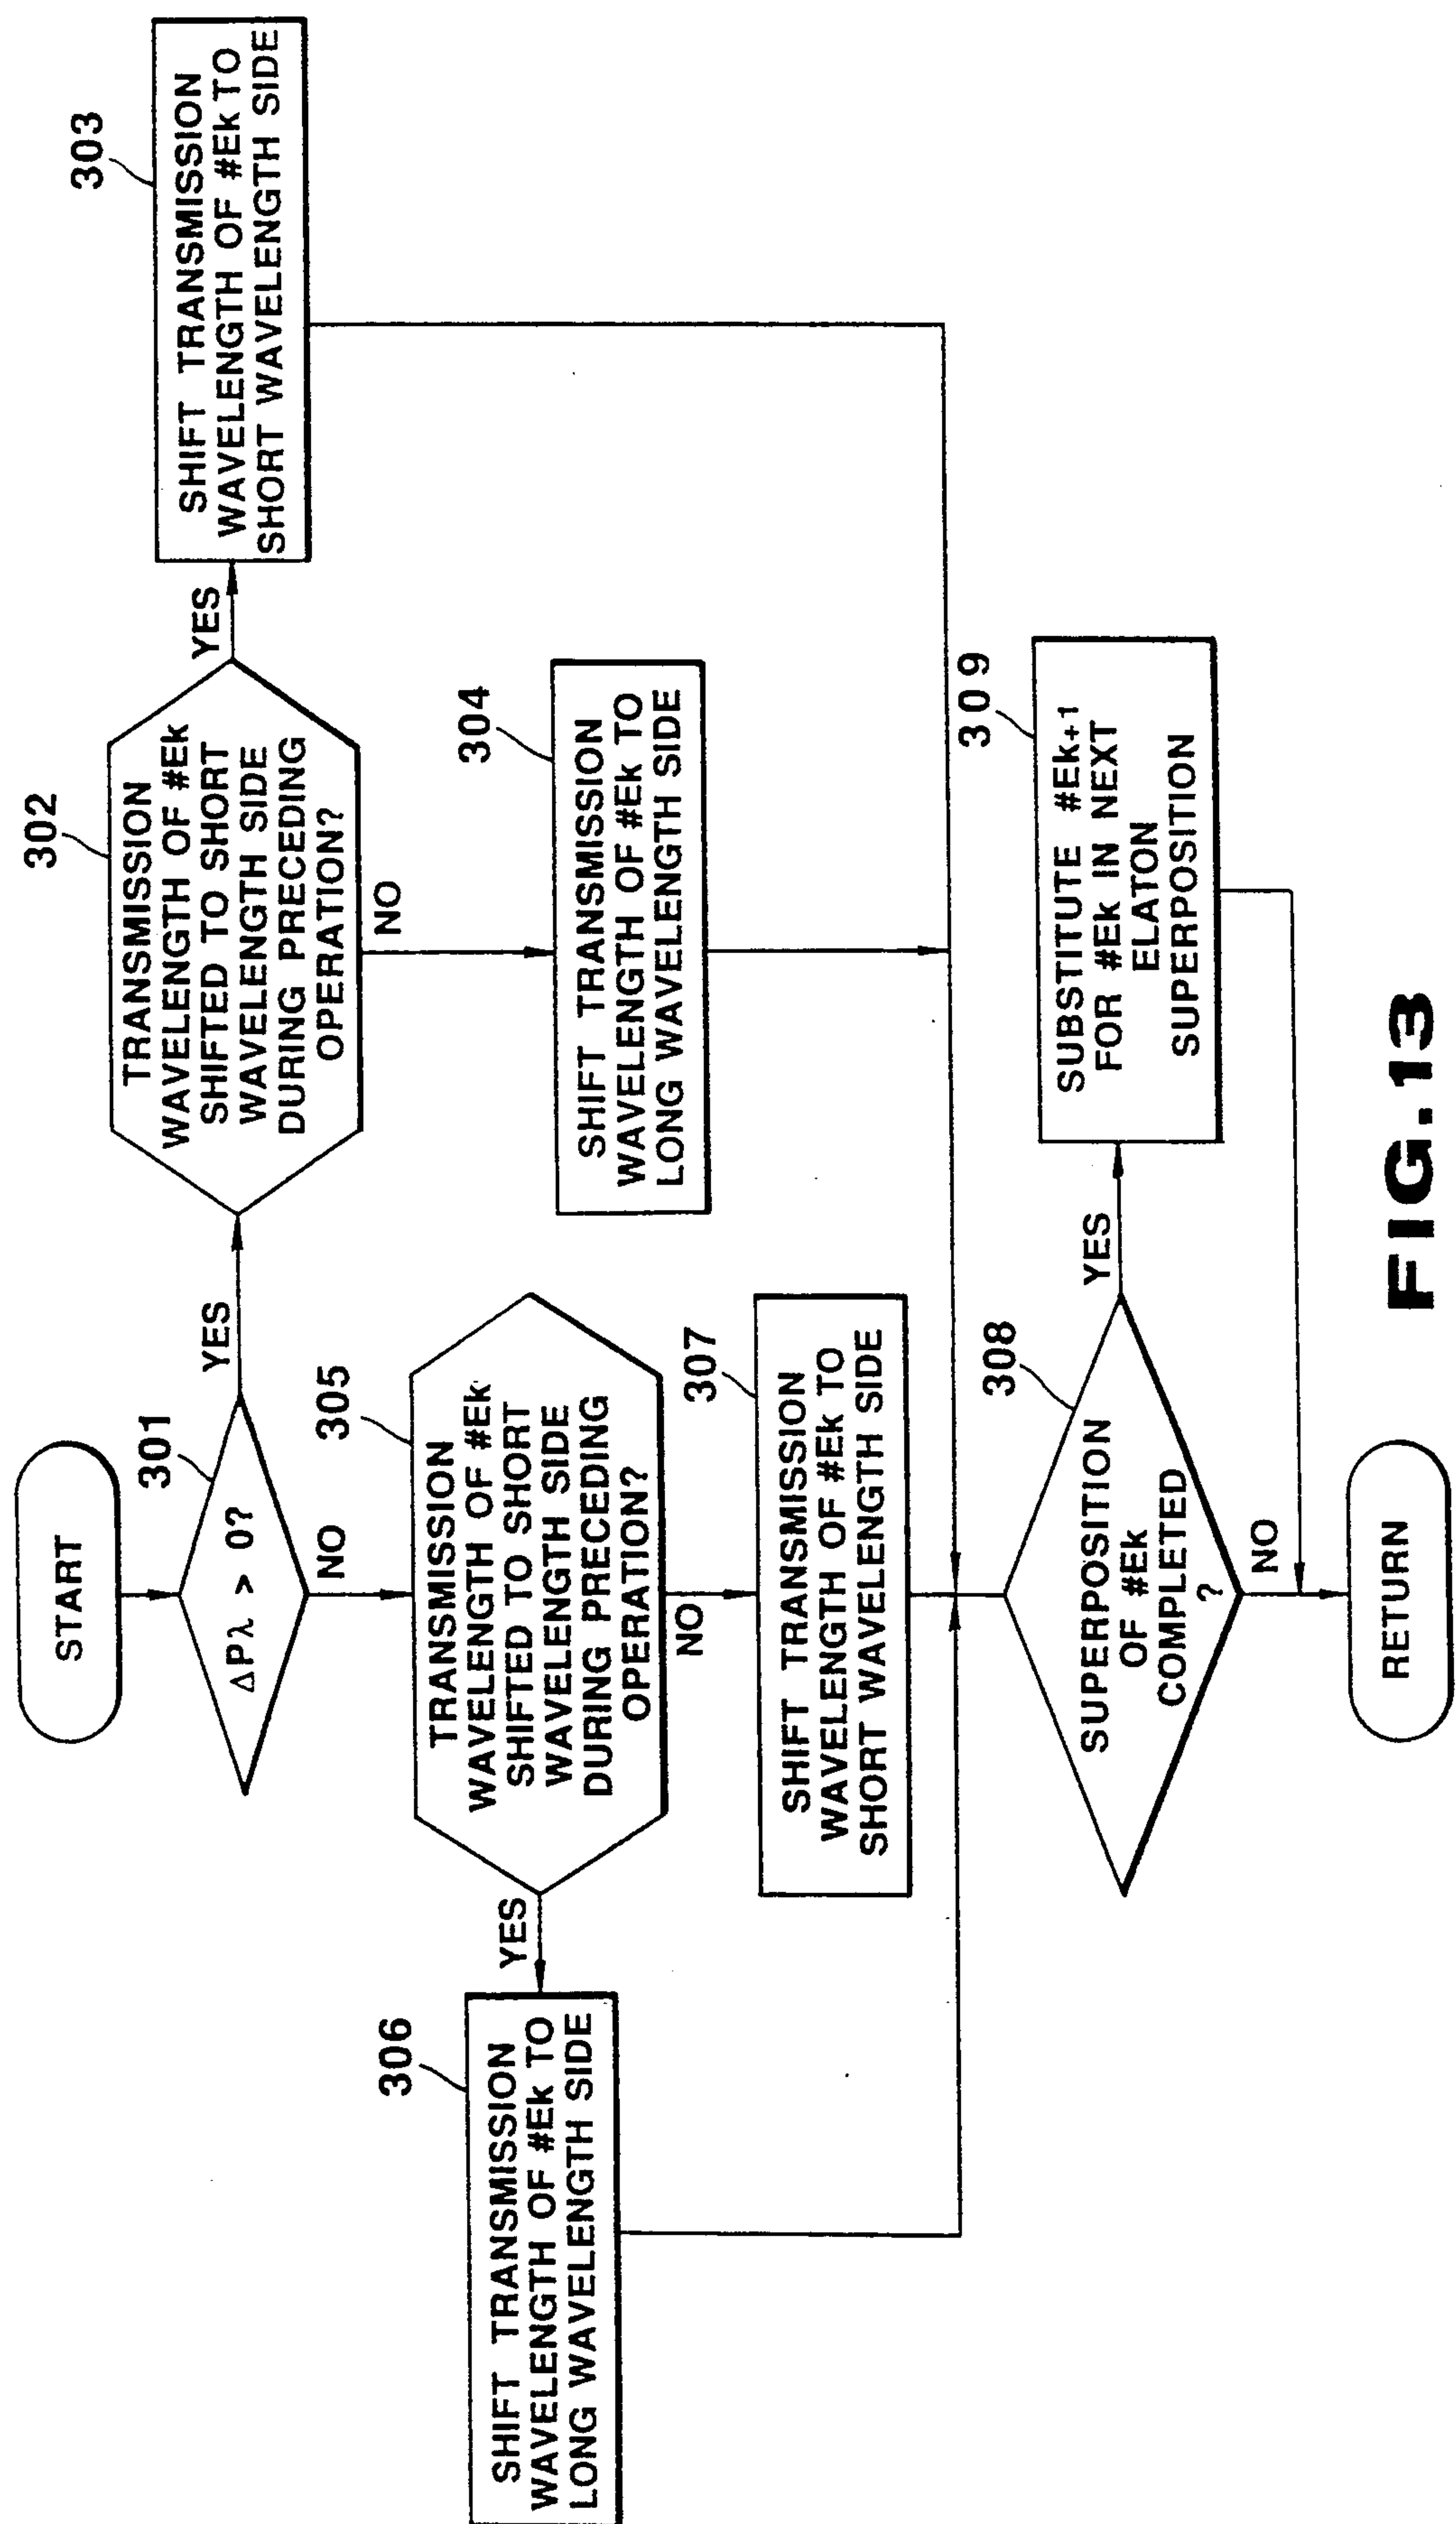 START
301
ΔPλ > 0?
YES
NO
302
TRANSMISSION
WAVELENGTH OF #Ek
SHIFTED TO SHORT
WAVELENGTH SIDE
DURING PRECEDING
OPERATION?
YES
NO
303
SHIFT TRANSMISSION
WAVELENGTH OF #Ek TO
SHORT WAVELENGTH SIDE
304
SHIFT TRANSMISSION
WAVELENGTH OF #Ek TO
LONG WAVELENGTH SIDE
305
TRANSMISSION
WAVELENGTH OF #Ek
SHIFTED TO SHORT
WAVELENGTH SIDE
DURING PRECEDING
OPERATION?
YES
NO
306
SHIFT TRANSMISSION
WAVELENGTH OF #Ek TO
LONG WAVELENGTH SIDE
307
SHIFT TRANSMISSION
WAVELENGTH OF #Ek TO
SHORT WAVELENGTH SIDE
308
SUPERPOSITION
OF #Ek
COMPLETED
?
YES
NO
309
SUBSTITUTE #Ek+1
FOR #Ek IN NEXT
ELATON
SUPERPOSITION
RETURN
FIG.13